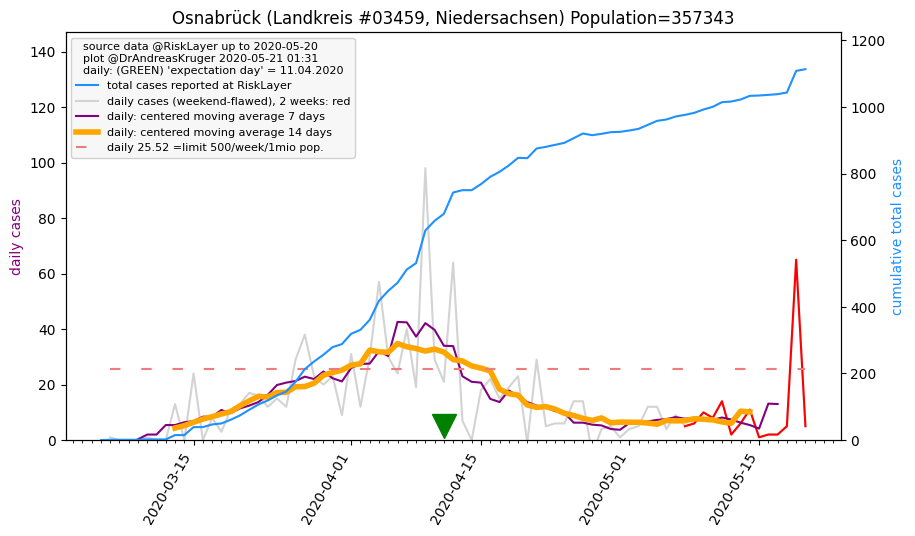 Osnabrück (Landkreis #03459, Niedersachsen) Population=357343
source data @RiskLayer up to 2020-05-20
plot @DrAndreasKruger 2020-05-21 01:31
daily: (GREEN) 'expectation day' = 11.04.2020
total cases reported at RiskLayer
daily cases (weekend-flawed), 2 weeks: red
daily: centered moving average 7 days
daily: centered moving average 14 days
daily 25.52 =limit 500/week/1mio pop.
daily cases
140
120
100
80
60
40
20
0
cumulative total cases
1200
1000
800
600
400
200
0
2020-03-15
2020-04-01
2020-04-15
2020-05-01
2020-05-15